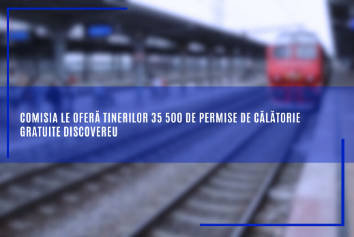 COMISIA LE OFERĂ TINERILOR 35 500 DE PERMISE DE CĂLĂTORIE
GRATUITE DISCOVEREU